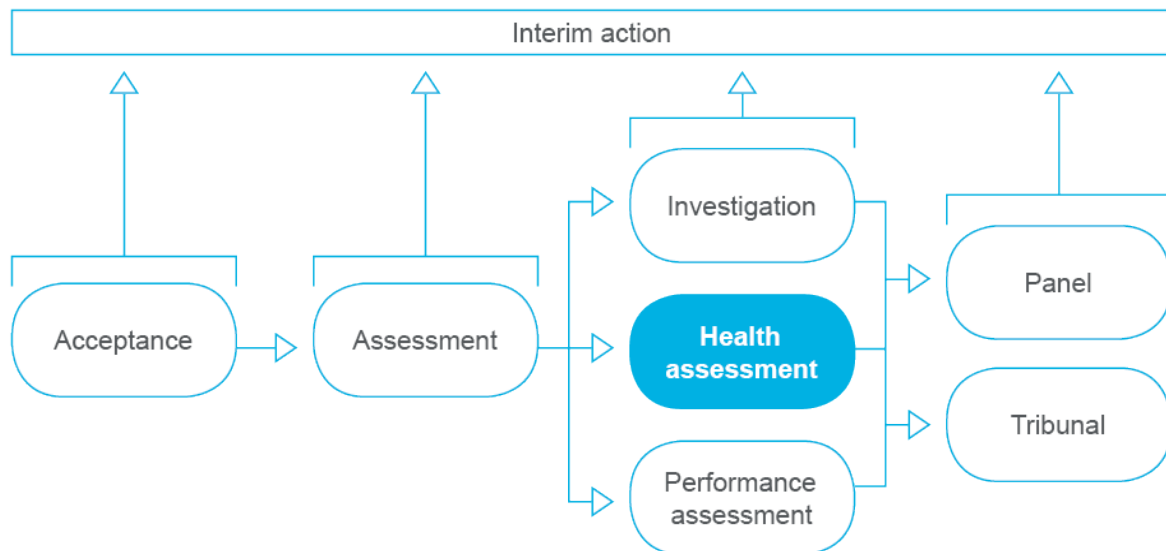 Interim action
Acceptance
Assessment
Investigation
Health
assessment
Performance
assessment
Panel
Tribunal